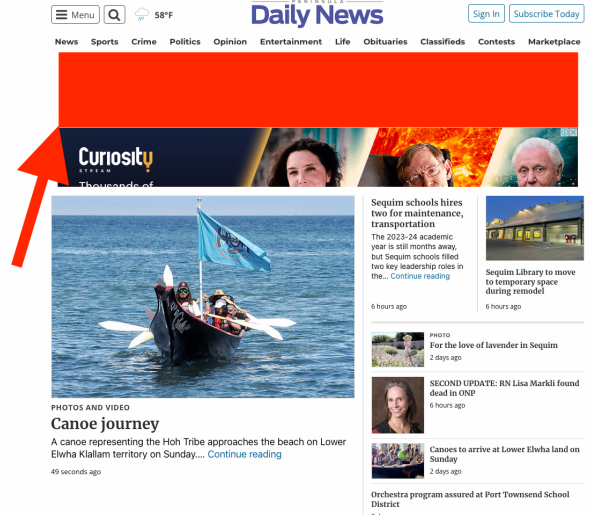 Menu
58°F
PENINSULA
Daily News
Sign In
Subscribe Today
News Sports Crime Politics Opinion Entertainment Life Obituaries Classifieds Contests Marketplace
CURIOSITY
STREAM
Thousands of
PHOTOS AND VIDEO
Canoe journey
A canoe representing the Hoh Tribe approaches the beach on Lower
Elwha Klallam territory on Sunday.... Continue reading
49 seconds ago
Sequim schools hires
two for maintenance,
transportation
The 2023-24 academic
year is still months away,
but Sequim schools filled
two key leadership roles in
the... Continue reading
6 hours ago
Sequim Library to move
to temporary space
during remodel
6 hours ago
PHOTO
For the love of lavender in Sequim
2 days ago
SECOND UPDATE: RN Lisa Markli found
dead in ONP
6 hours ago
Canoes to arrive at Lower Elwha land on
Sunday
2 days ago
Orchestra program assured at Port Townsend School
District